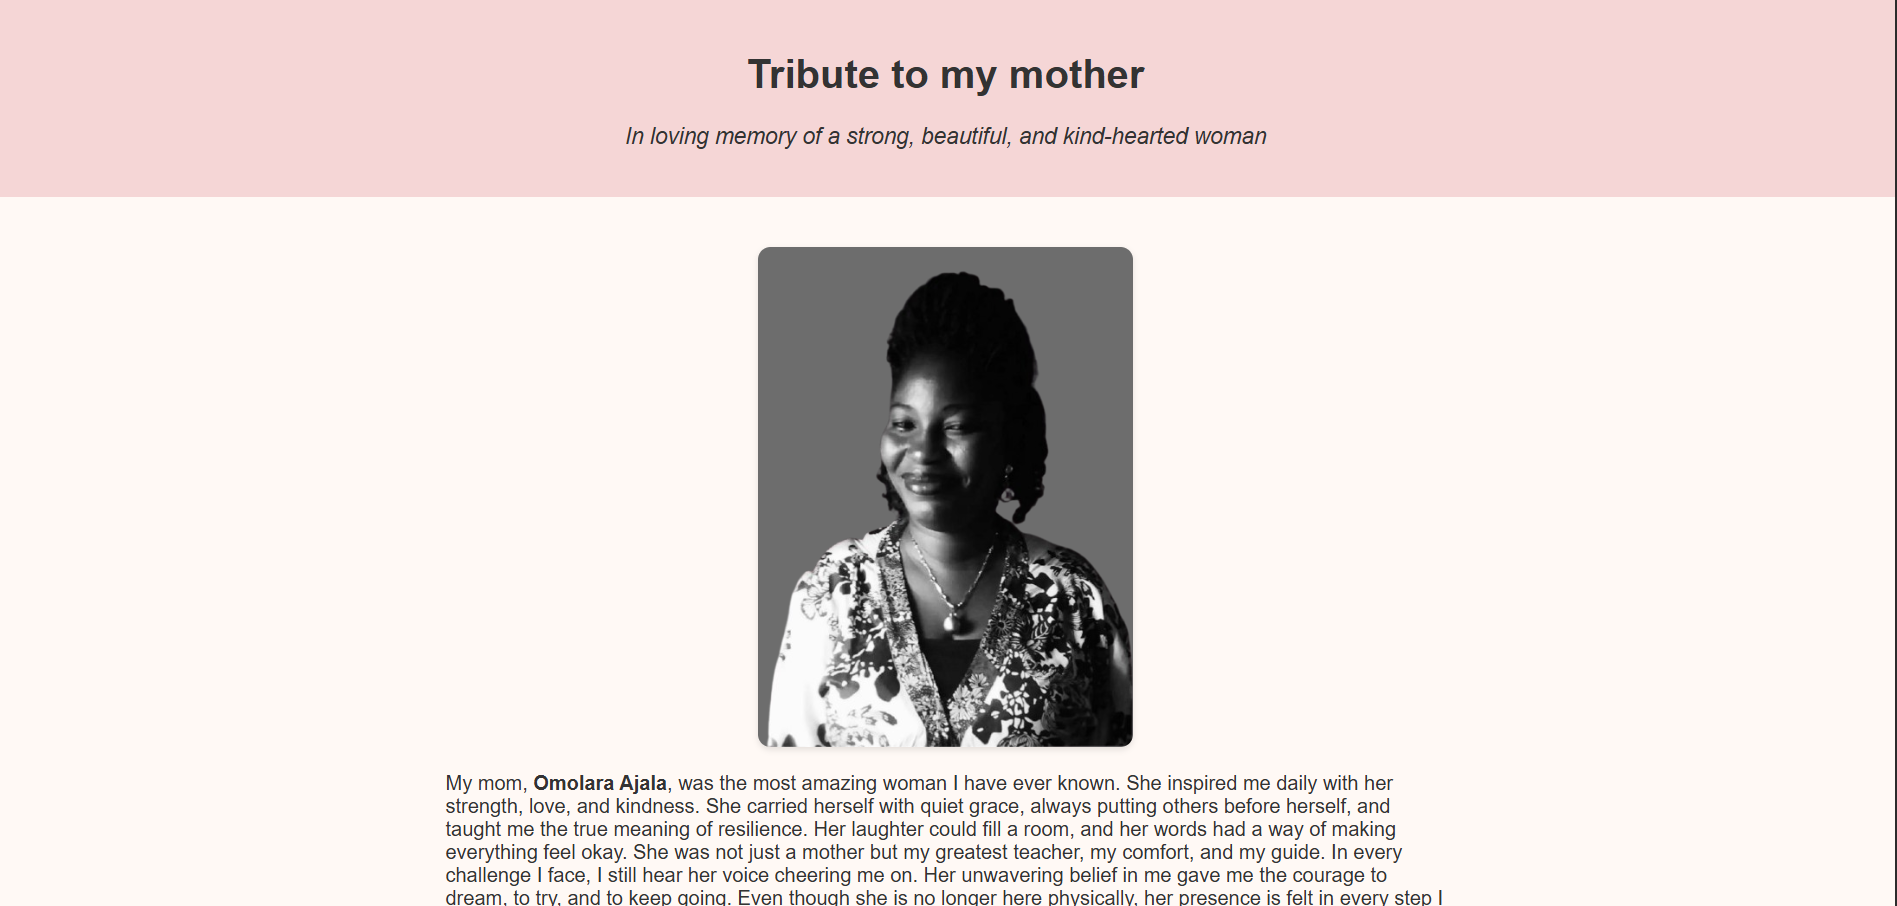 Tribute to my mother
In loving memory of a strong, beautiful, and kind-hearted woman
My mom, Omolara Ajala, was the most amazing woman I have ever known. She inspired me daily with her
strength, love, and kindness. She carried herself with quiet grace, always putting others before herself, and
taught me the true meaning of resilience. Her laughter could fill a room, and her words had a way of making
everything feel okay. She was not just a mother but my greatest teacher, my comfort, and my guide. In every
challenge I face, I still hear her voice cheering me on. Her unwavering belief in me gave me the courage to
dream, to try, and to keep going. Even though she is no longer here physically, her presence is felt in every step I